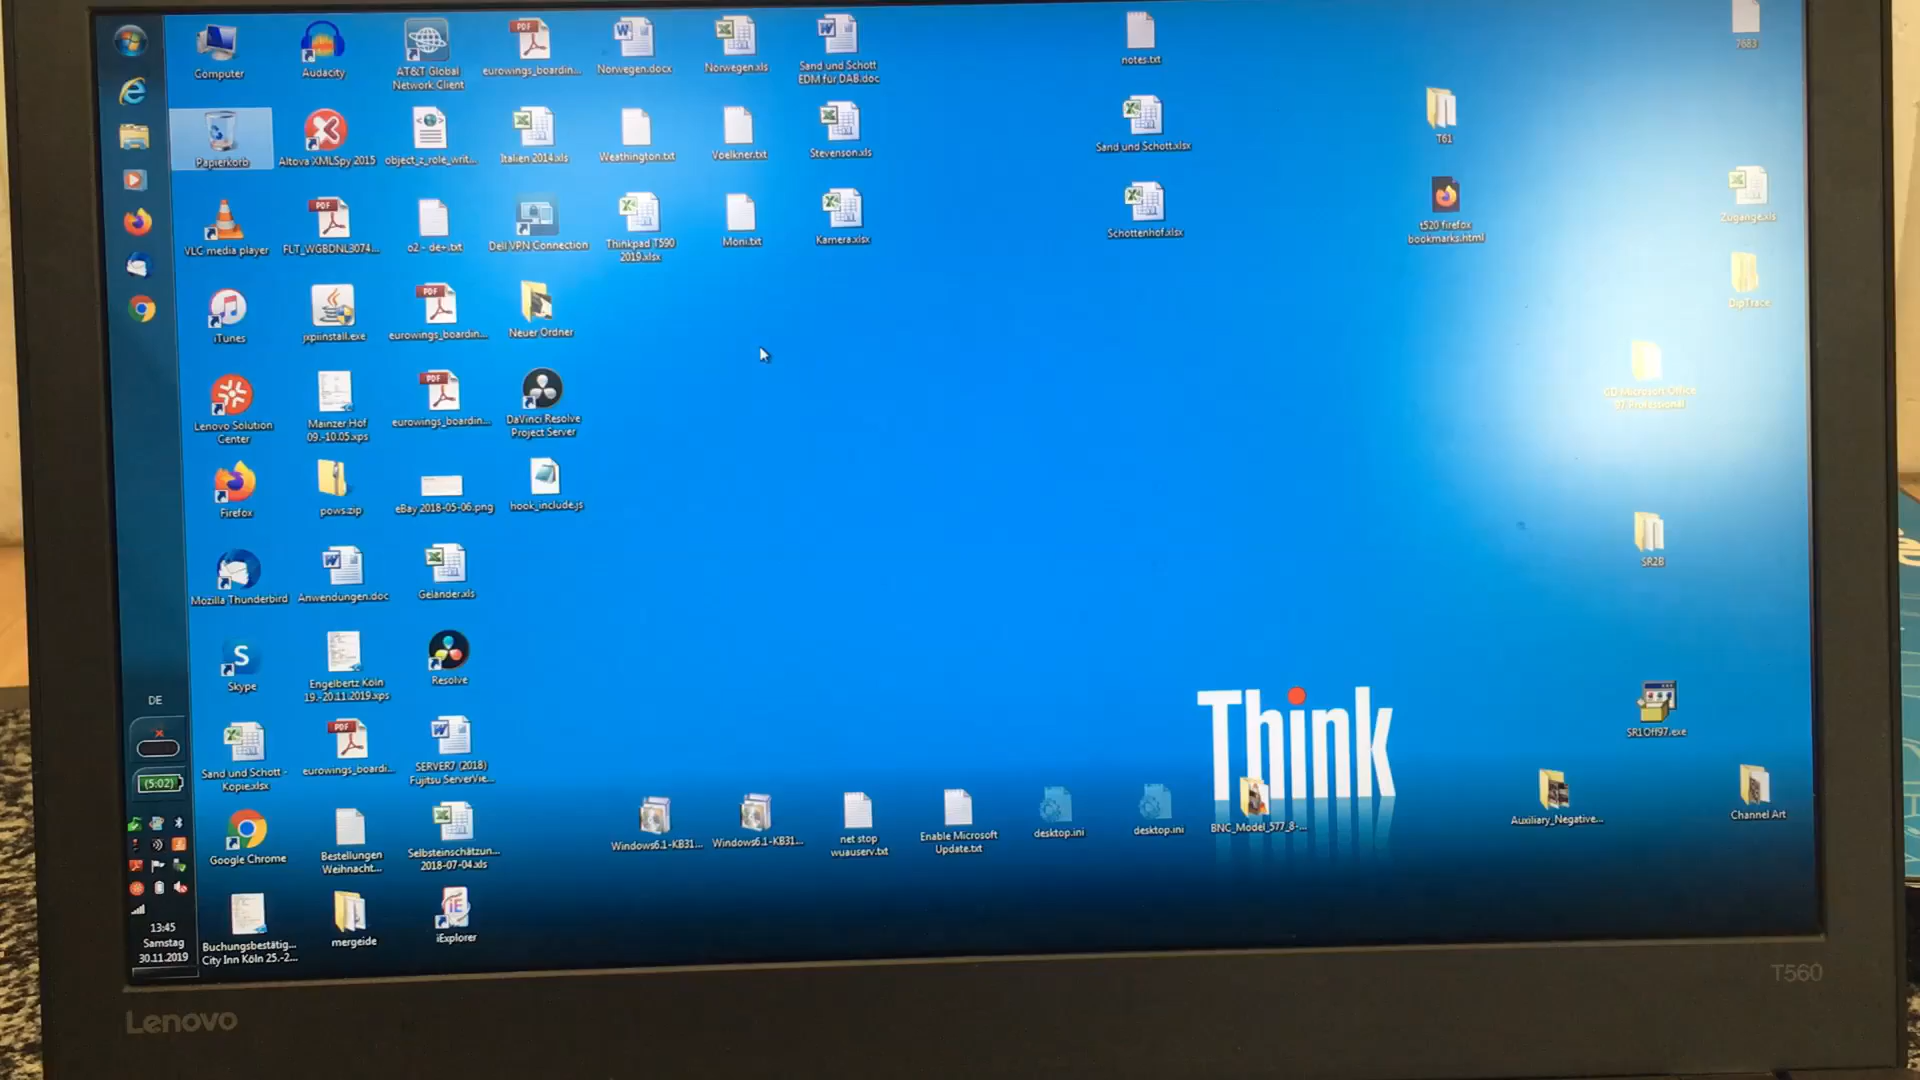 Computer
Audacity
AT&T Global
Network Client
eurowings_boardin...
Norwegen.docx
Norwegen.xls
Sand und Schott
EDM für DAB.doc
notes.txt
7683
Papierkorb
Altova XMLSpy 2015
object_z_role_writ...
Italien 2014.xls
Weathington.txt
Voelkner.txt
Stevenson.xls
Sand und Schott.xlsx
T61
VLC media player
FLT_WGBDNL3074...
o2 - de+.txt
Dell VPN Connection
Thinkpad T590
2019.xlsx
Moni.txt
Kamera.xlsx
Schottenhof.xlsx
t520 firefox
bookmarks.html
Zugänge.xls
iTunes
jxpiinstall.exe
eurowings_boardin...
Neuer Ordner
DipTrace
Lenovo Solution
Center
Mainzer Hof
09.-10.05.xps
eurowings_boardin...
DaVinci Resolve
Project Server
CD Microsoft Office
97 Professional
Firefox
pows.zip
eBay 2018-05-06.png
hook_include.js
SR2B
Mozilla Thunderbird
Anwendungen.doc
Geländer.xls
DE
Skype
Engelbertz Köln
19.-20.11.2019.xps
Resolve
Think
SR1Off97.exe
(5:02)
Sand und Schott -
Kopie.xlsx
eurowings_boardi...
SERVER7 (2018)
Fujitsu ServerVie...
Google Chrome
Bestellungen
Weihnacht...
Selbsteinschätzun...
2018-07-04.xls
Windows6.1-KB31...
Windows6.1-KB31...
net stop
wuauserv.txt
Enable Microsoft
Update.txt
desktop.ini
desktop.ini
BNC_Model_577_8-...
Auxiliary_Negative...
Channel Art
13:45
Samstag
30.11.2019
Buchungsbestätig...
City Inn Köln 25.-2...
mergeide
iExplorer
T560
Lenovo